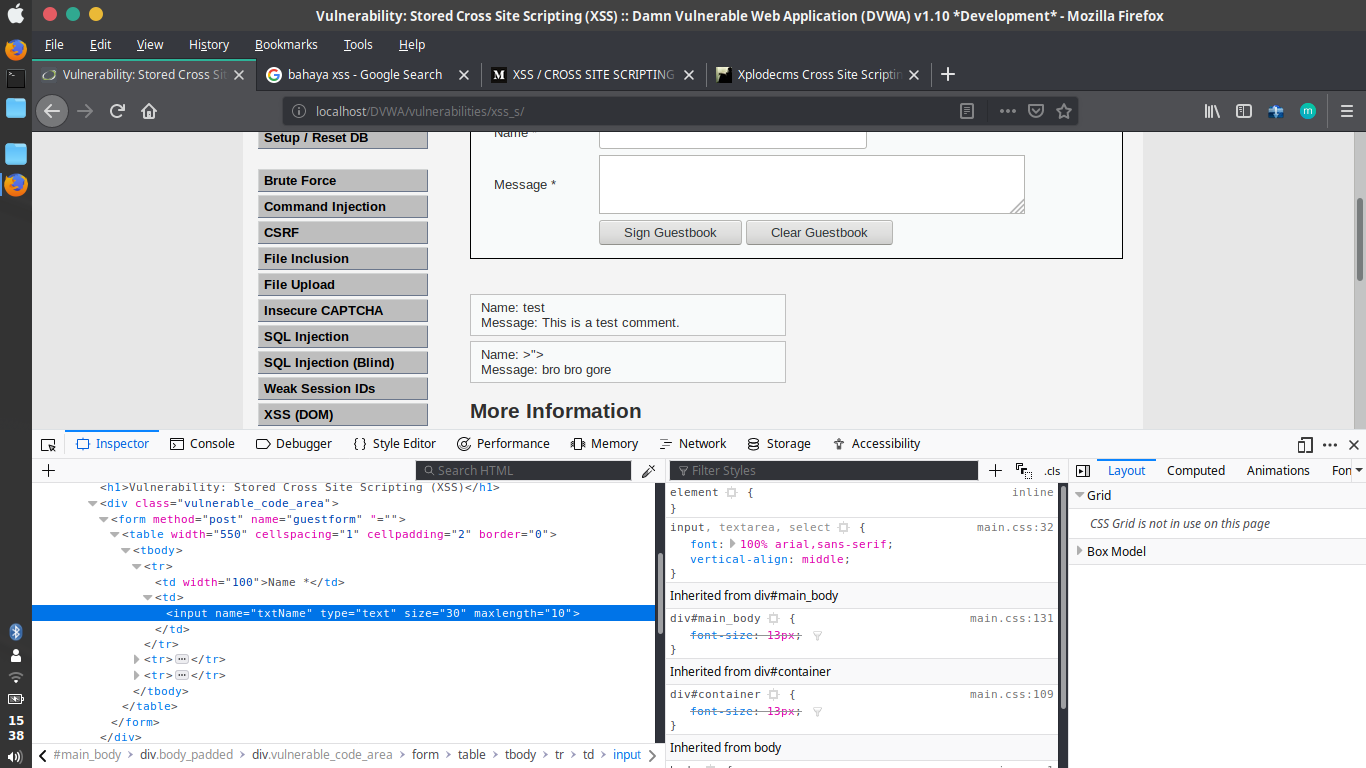 Vulnerability: Stored Cross Site Scripting (XSS) :: Damn Vulnerable Web Application (DVWA) v1.10 *Development* - Mozilla Firefox
File Edit View History Bookmarks Tools Help
Vulnerability: Stored Cross Sit
bahaya xss - Google Search
M XSS / CROSS SITE SCRIPTING
Xplodecms Cross Site Scriptin
localhost/DVWA/vulnerabilities/xss_s/
m
Setup / Reset DB
Brute Force
Command Injection
CSRF
File Inclusion
File Upload
Insecure CAPTCHA
SQL Injection
SQL Injection (Blind)
Weak Session IDs
XSS (DOM)
Name *
Message *
Sign Guestbook Clear Guestbook
Name: test
Message: This is a test comment.
Name: >">
Message: bro bro gore
More Information
Inspector Console Debugger {} Style Editor Performance Memory Network Storage Accessibility
Search HTML
<h1>Vulnerability: Stored Cross Site Scripting (XSS)</h1>
<div class="vulnerable_code_area">
<form method="post" name="guestform" "="">
<table width="550" cellspacing="1" cellpadding="2" border="0">
<tbody>
<tr>
<td width="100">Name *</td>
<td>
<input name="txtName" type="text" size="30" maxlength="10">
</td>
</tr>
<tr>…</tr>
<tr>…</tr>
</tbody>
</table>
</form>
</div>
#main_body > div.body_padded > div.vulnerable_code_area > form > table > tbody > tr > td > input
Filter Styles
.cls
element { inline
}
input, textarea, select { main.css:32
font: 100% arial,sans-serif;
vertical-align: middle;
}
Inherited from div#main_body
div#main_body { main.css:131
font-size: 13px;
}
Inherited from div#container
div#container { main.css:109
font-size: 13px;
}
Inherited from body
Layout Computed Animations Fon
Grid
CSS Grid is not in use on this page
Box Model
15
38